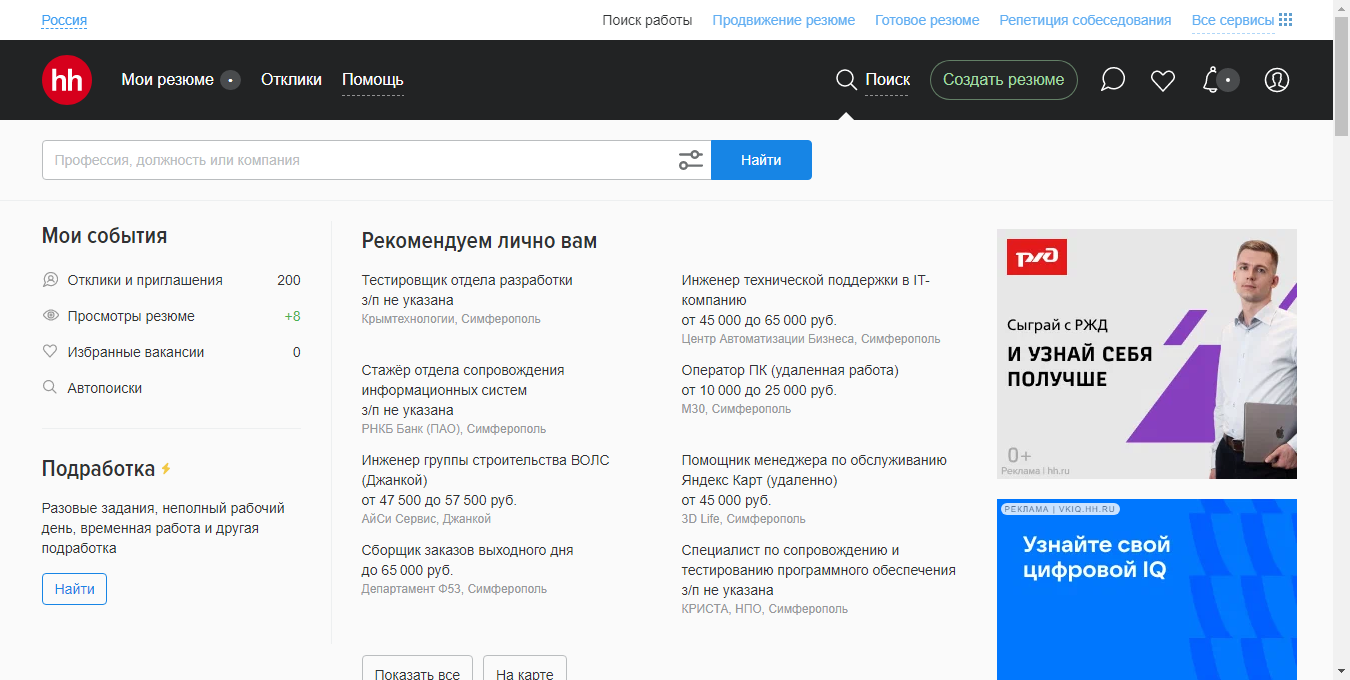 Россия
Поиск работы
Продвижение резюме
Готовое резюме
Репетиция собеседования
Все сервисы
hh
Мои резюме
Отклики
Помощь
Поиск
Создать резюме
Профессия, должность или компания
Найти
Мои события
Отклики и приглашения 200
Просмотры резюме +8
Избранные вакансии 0
Автопоиски
Подработка
Разовые задания, неполный рабочий
день, временная работа и другая
подработка
Найти
Рекомендуем лично вам
Тестировщик отдела разработки
з/п не указана
Крымтехнологии, Симферополь
Инженер технической поддержки в IT-
компанию
от 45 000 до 65 000 руб.
Центр Автоматизации Бизнеса, Симферополь
Стажёр отдела сопровождения
информационных систем
з/п не указана
РНКБ Банк (ПАО), Симферополь
Оператор ПК (удаленная работа)
от 10 000 до 25 000 руб.
М30, Симферополь
Инженер группы строительства ВОЛС
(Джанкой)
от 47 500 до 57 500 руб.
АйСи Сервис, Джанкой
Помощник менеджера по обслуживанию
Яндекс Карт (удаленно)
от 45 000 руб.
3D Life, Симферополь
Сборщик заказов выходного дня
до 65 000 руб.
Департамент Ф53, Симферополь
Специалист по сопровождению и
тестированию программного обеспечения
з/п не указана
КРИСТА, НПО, Симферополь
Показать все
На карте
ржд
Сыграй с РЖД
И УЗНАЙ СЕБЯ
ПОЛУЧШЕ
0+
Реклама | hh.ru
РЕКЛАМА | VKIQ.HH.RU
Узнайте свой
цифровой IQ